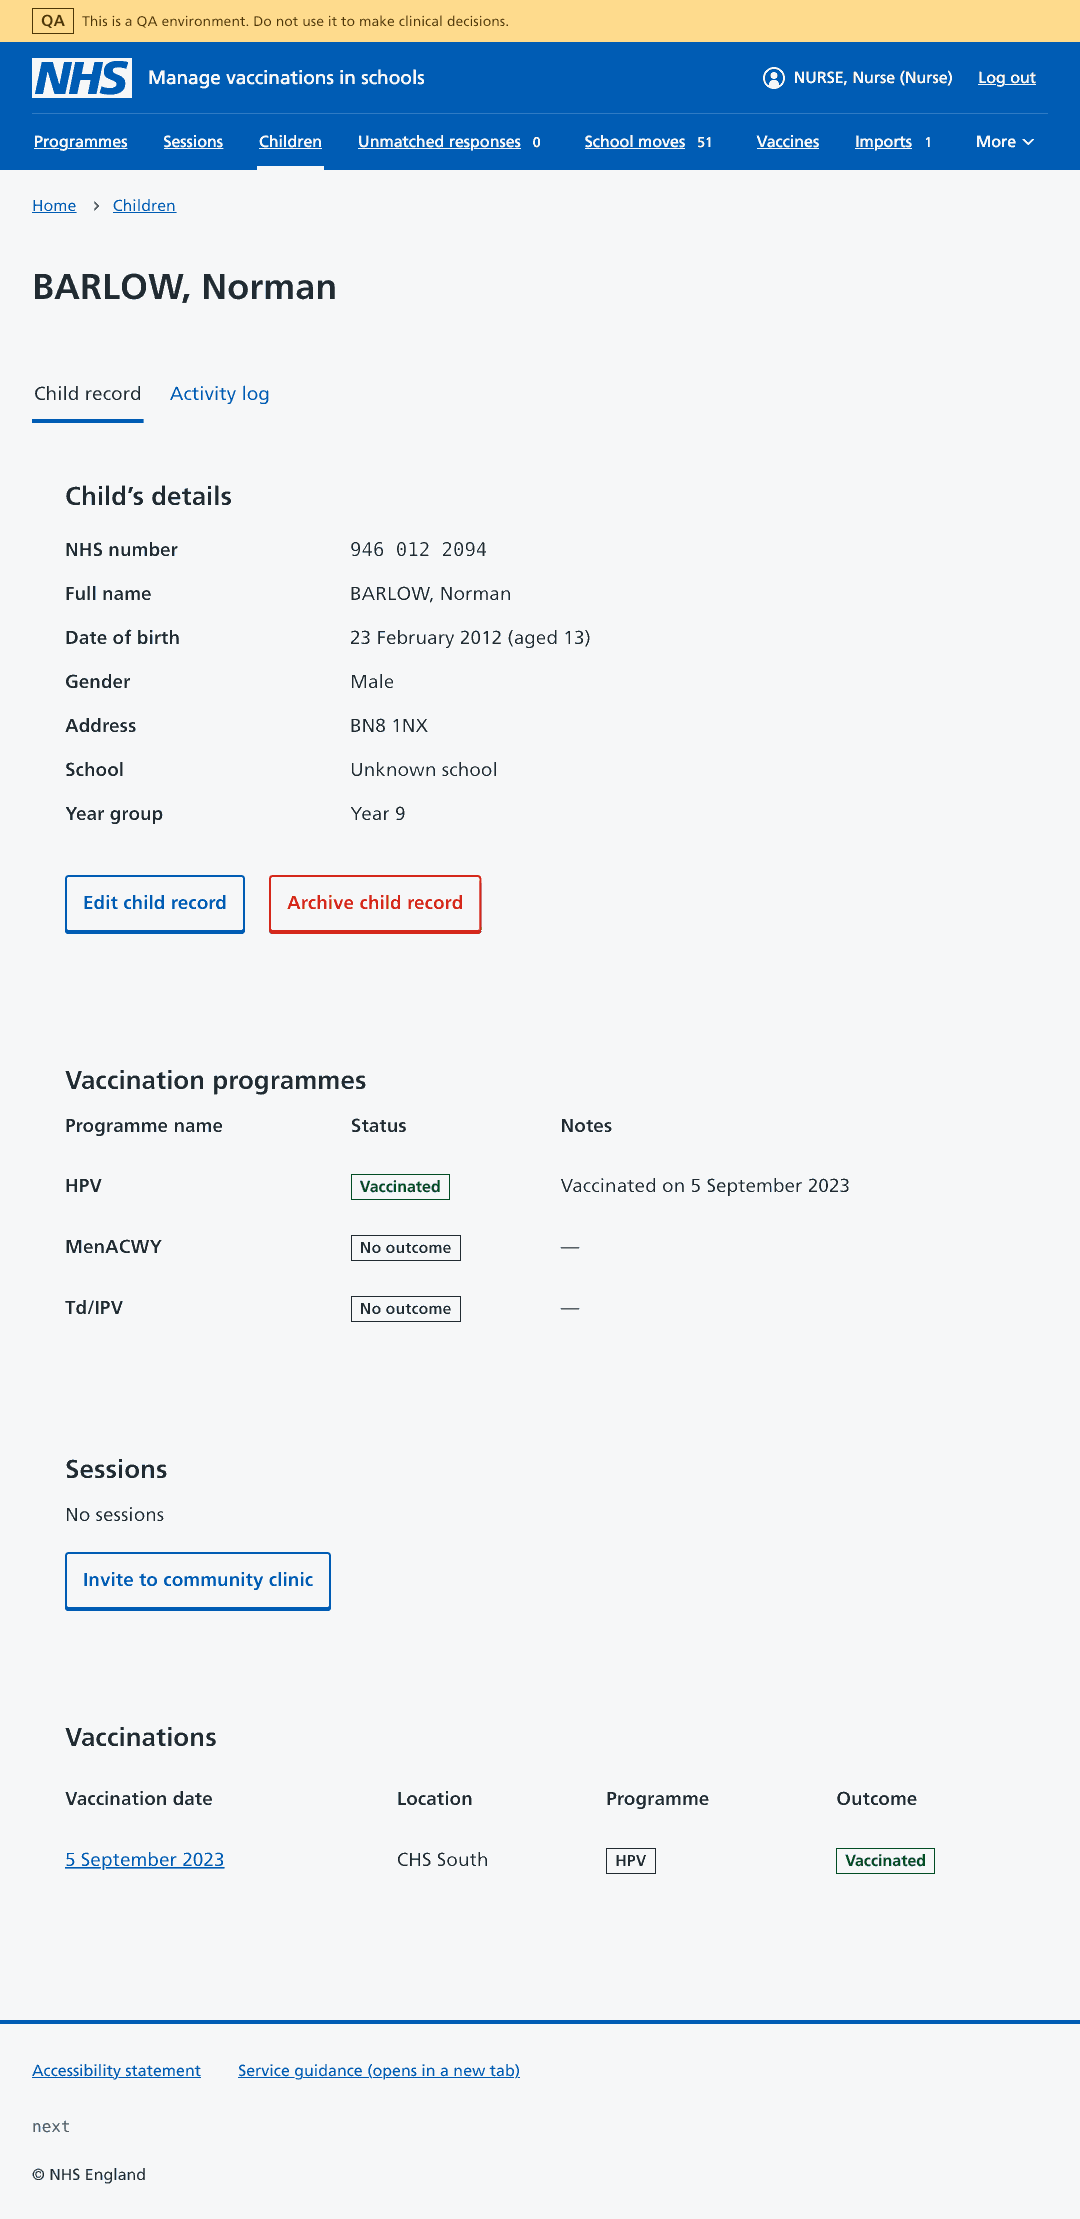 QA This is a QA environment. Do not use it to make clinical decisions.
NHS Manage vaccinations in schools NURSE, Nurse (Nurse) Log out
Programmes Sessions Children Unmatched responses 0 School moves 51 Vaccines Imports 1 More
Home Children
BARLOW, Norman
Child record Activity log
Child’s details
NHS number 946 012 2094
Full name BARLOW, Norman
Date of birth 23 February 2012 (aged 13)
Gender Male
Address BN8 1NX
School Unknown school
Year group Year 9
Edit child record Archive child record
Vaccination programmes
Programme name Status Notes
HPV Vaccinated Vaccinated on 5 September 2023
MenACWY No outcome —
Td/IPV No outcome —
Sessions
No sessions
Invite to community clinic
Vaccinations
Vaccination date Location Programme Outcome
5 September 2023 CHS South HPV Vaccinated
Accessibility statement Service guidance (opens in a new tab)
next
© NHS England